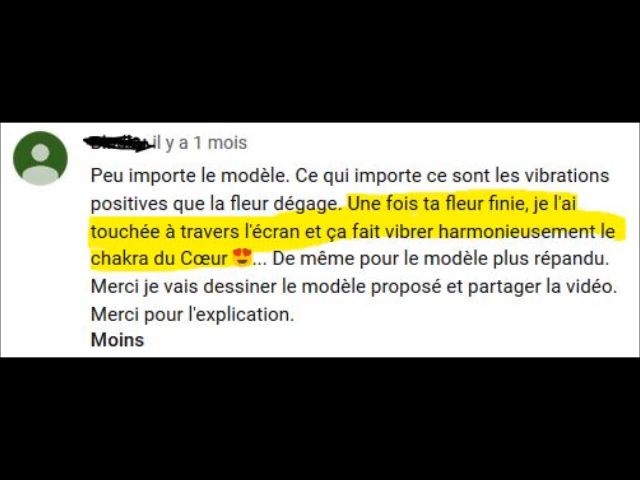 il y a 1 mois
Peu importe le modèle. Ce qui importe ce sont les vibrations
positives que la fleur dégage. Une fois ta fleur finie, je l'ai
touchée à travers l'écran et ça fait vibrer harmonieusement le
chakra du Cœur 😍... De même pour le modèle plus répandu.
Merci je vais dessiner le modèle proposé et partager la vidéo.
Merci pour l'explication.
Moins